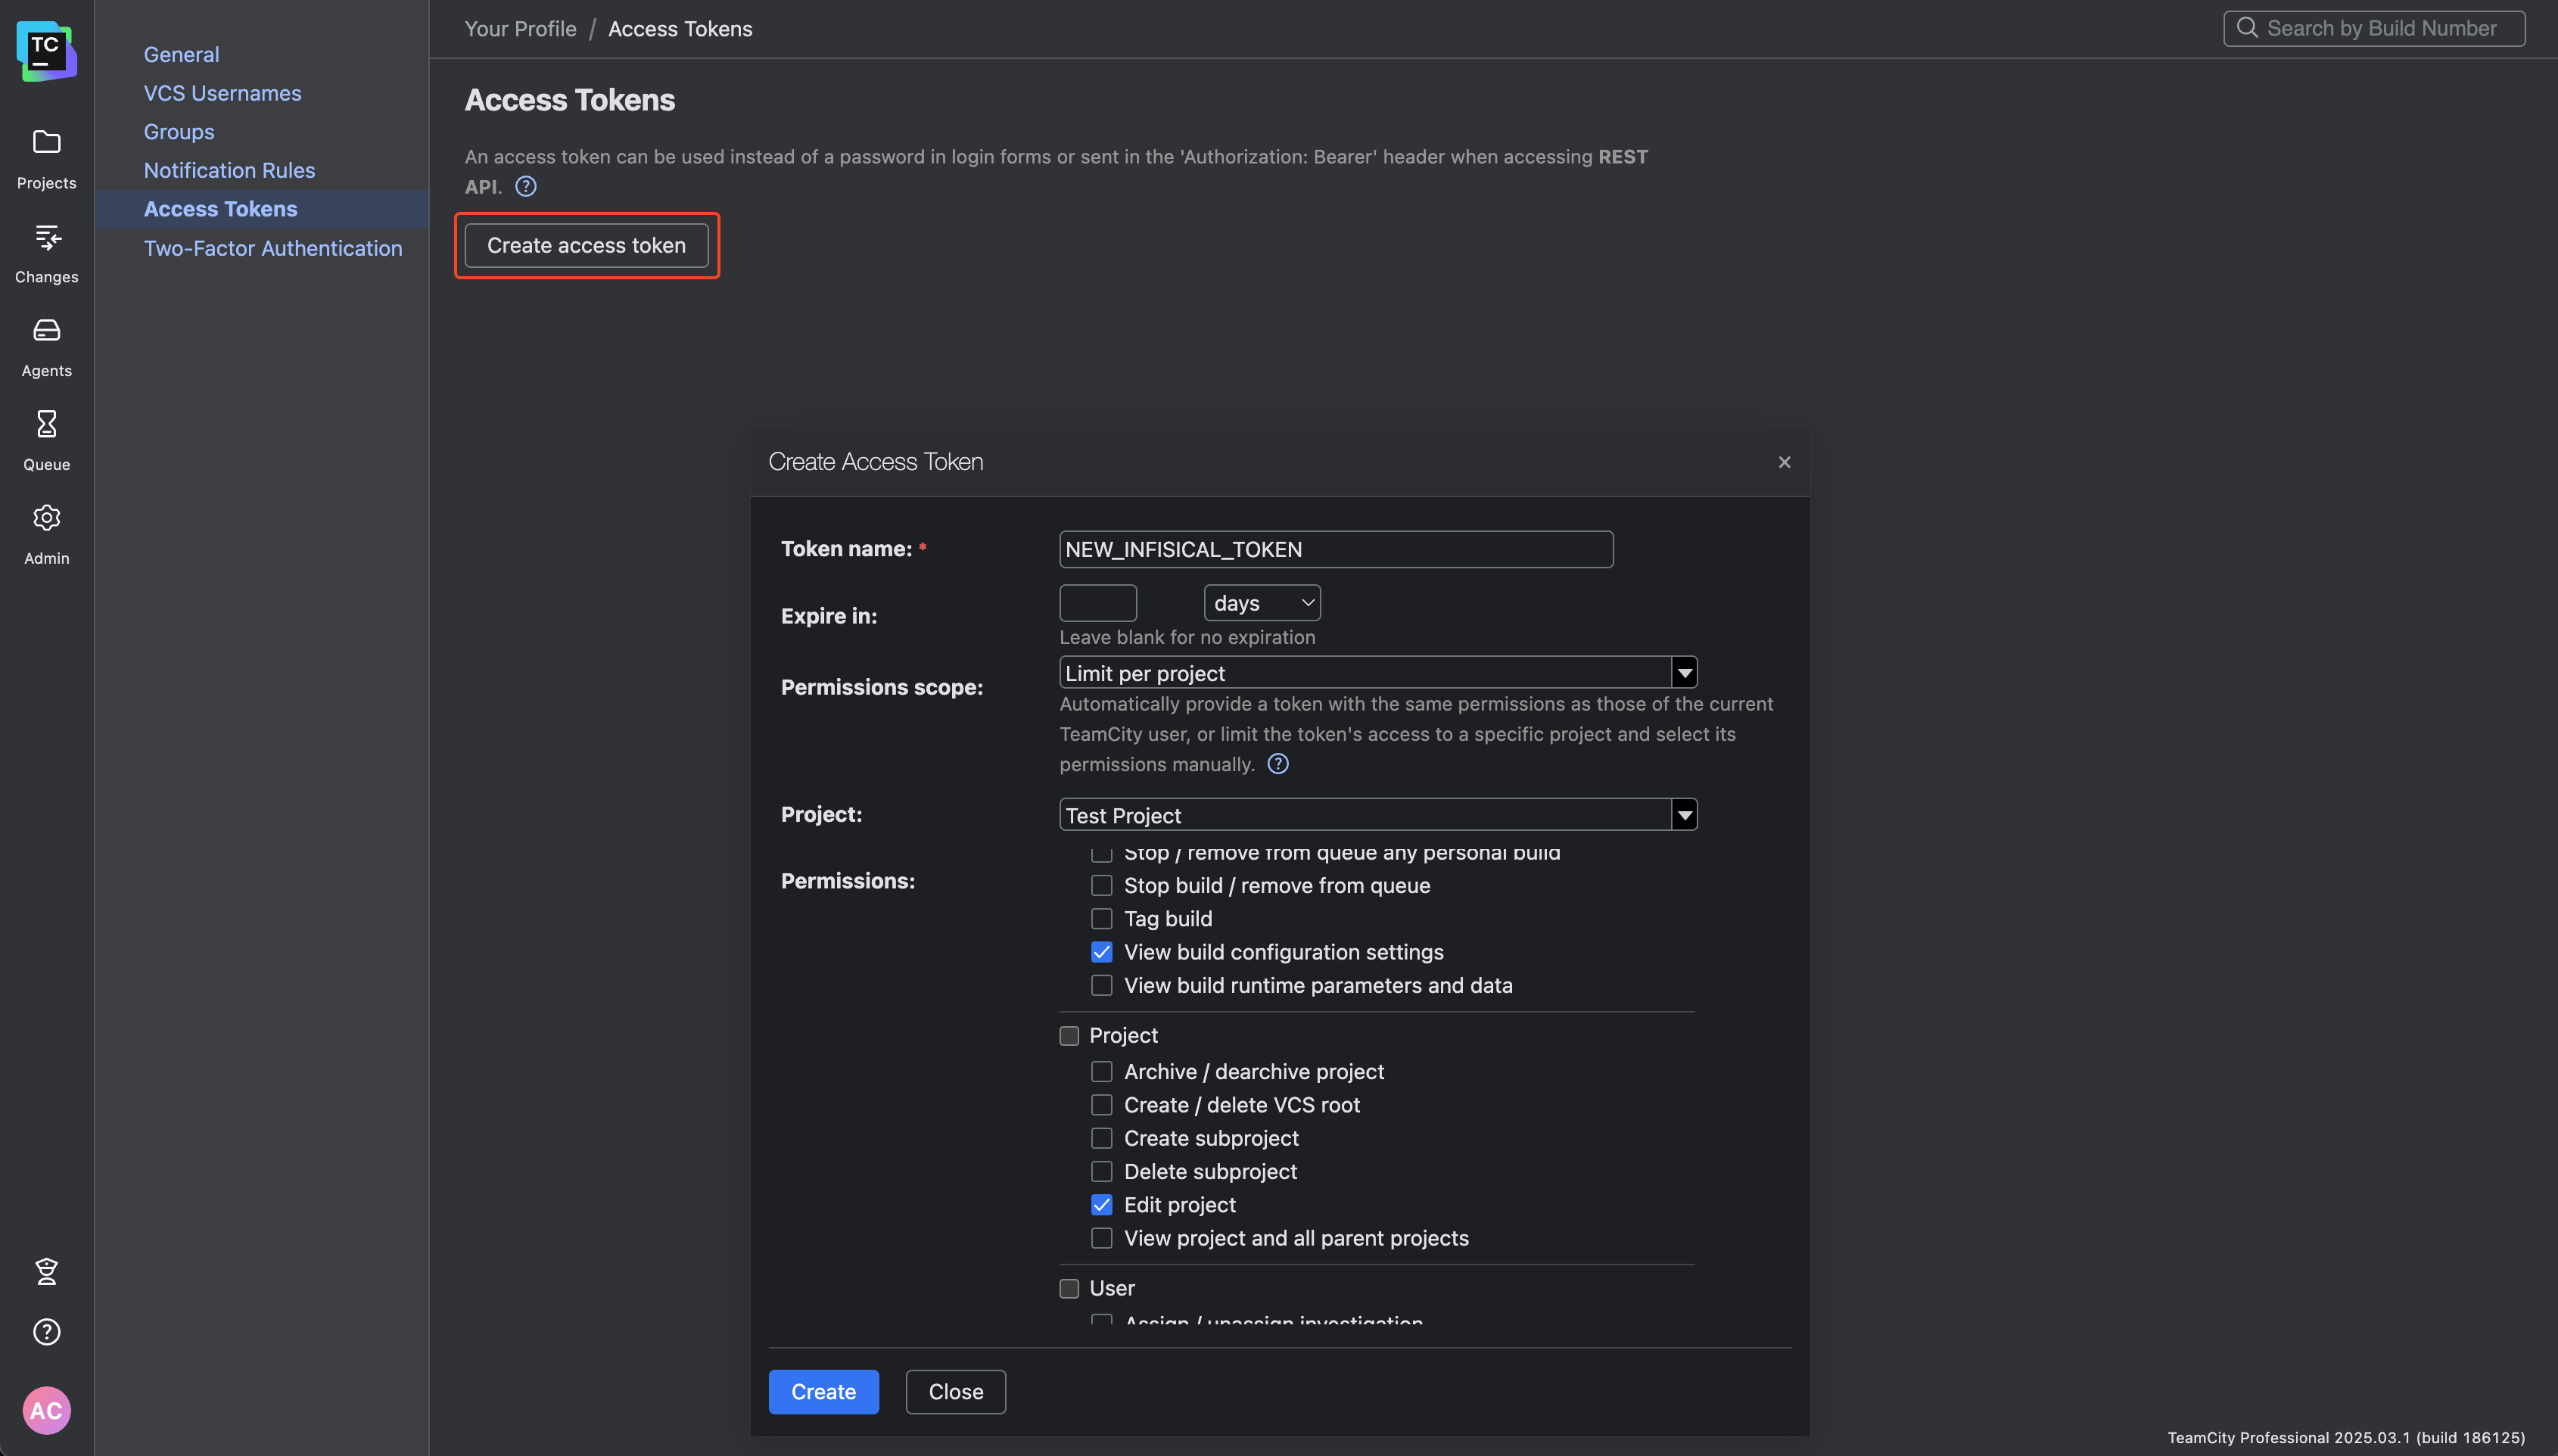 TC
Projects
Changes
Agents
Queue
Admin
AC
General
VCS Usernames
Groups
Notification Rules
Access Tokens
Two-Factor Authentication
Your Profile / Access Tokens
Search by Build Number
Access Tokens
An access token can be used instead of a password in login forms or sent in the 'Authorization: Bearer' header when accessing REST
API.
Create access token
Create Access Token
Token name: *
NEW_INFISICAL_TOKEN
Expire in:
days
Leave blank for no expiration
Permissions scope:
Limit per project
Automatically provide a token with the same permissions as those of the current
TeamCity user, or limit the token's access to a specific project and select its
permissions manually.
Project:
Test Project
Permissions:
Stop / remove from queue any personal build
Stop build / remove from queue
Tag build
View build configuration settings
View build runtime parameters and data
Project
Archive / dearchive project
Create / delete VCS root
Create subproject
Delete subproject
Edit project
View project and all parent projects
User
Assign / unassign investigation
Create
Close
TeamCity Professional 2025.03.1 (build 186125)